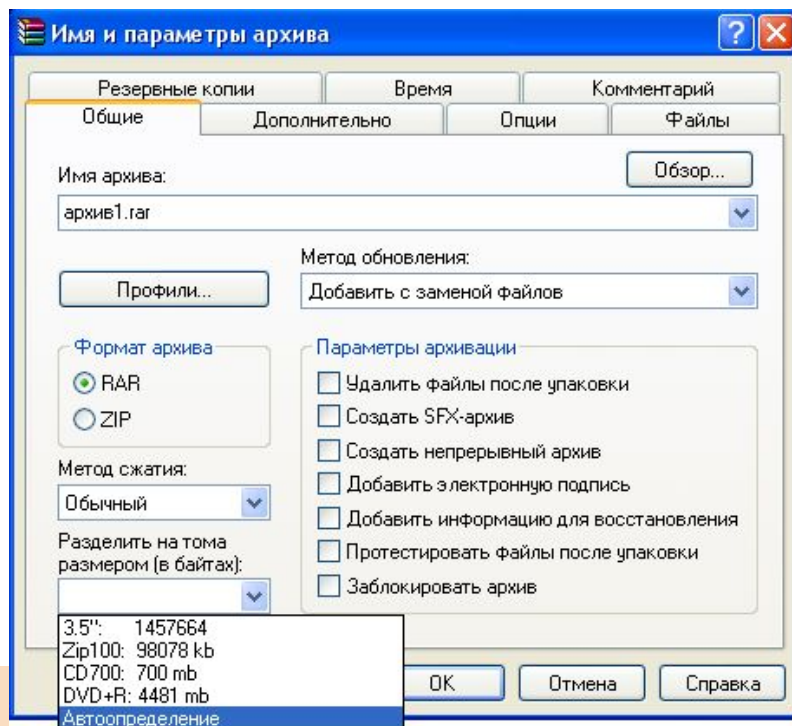 Имя и параметры архива
Резервные копии Время Комментарий
Общие Дополнительно Опции Файлы
Имя архива:
Обзор...
архив1.rar
Метод обновления:
Профили...
Добавить с заменой файлов
Формат архива
RAR
ZIP
Метод сжатия:
Обычный
Разделить на тома
размером (в байтах):
3.5": 1457664
Zip100: 98078 kb
CD700: 700 mb
DVD+R: 4481 mb
Автоопределение
Параметры архивации
Удалить файлы после упаковки
Создать SFX-архив
Создать непрерывный архив
Добавить электронную подпись
Добавить информацию для восстановления
Протестировать файлы после упаковки
Заблокировать архив
OK Отмена Справка